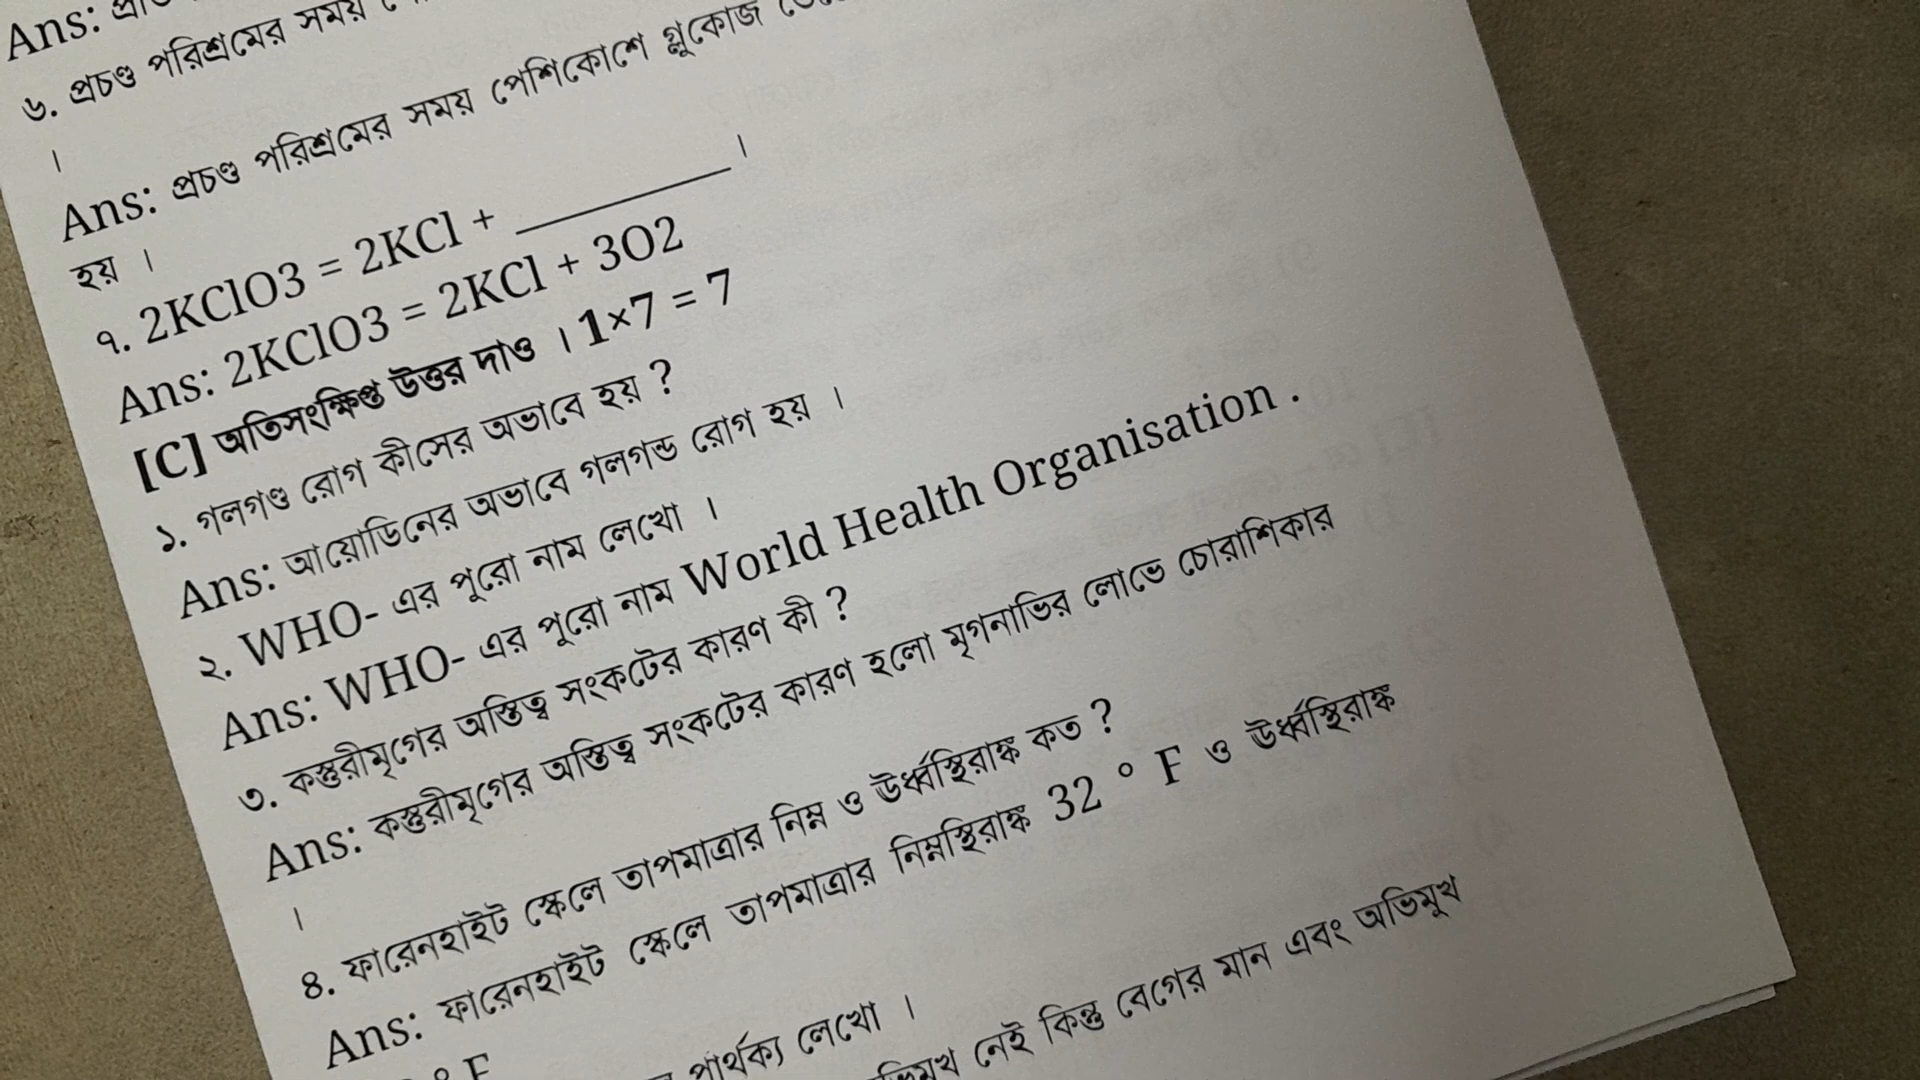 Ans:
৬. প্রচণ্ড পরিশ্রমের সময়
।
Ans: প্রচণ্ড পরিশ্রমের সময় পেশিকোশে গ্লুকোজ
হয় ।
৭. 2KClO3 = 2KCl + __________ ।
Ans: 2KClO3 = 2KCl + 3O2
[C] অতিসংক্ষিপ্ত উত্তর দাও । 1×7 = 7
১. গলগণ্ড রোগ কীসের অভাবে হয় ?
Ans: আয়োডিনের অভাবে গলগন্ড রোগ হয় ।
২. WHO- এর পুরো নাম লেখো ।
Ans: WHO- এর পুরো নাম World Health Organisation .
৩. কস্তুরীমৃগের অস্তিত্ব সংকটের কারণ কী ?
Ans: কস্তুরীমৃগের অস্তিত্ব সংকটের কারণ হলো মৃগনাভির লোভে চোরাশিকার
।
৪. ফারেনহাইট স্কেলে তাপমাত্রার নিম্ন ও ঊর্ধ্বস্থিরাঙ্ক কত ?
Ans: ফারেনহাইট স্কেলে তাপমাত্রার নিম্নস্থিরাঙ্ক 32 ° F ও ঊর্ধ্বস্থিরাঙ্ক
° F
পার্থক্য লেখো ।
নেই কিন্তু বেগের মান এবং অভিমুখ